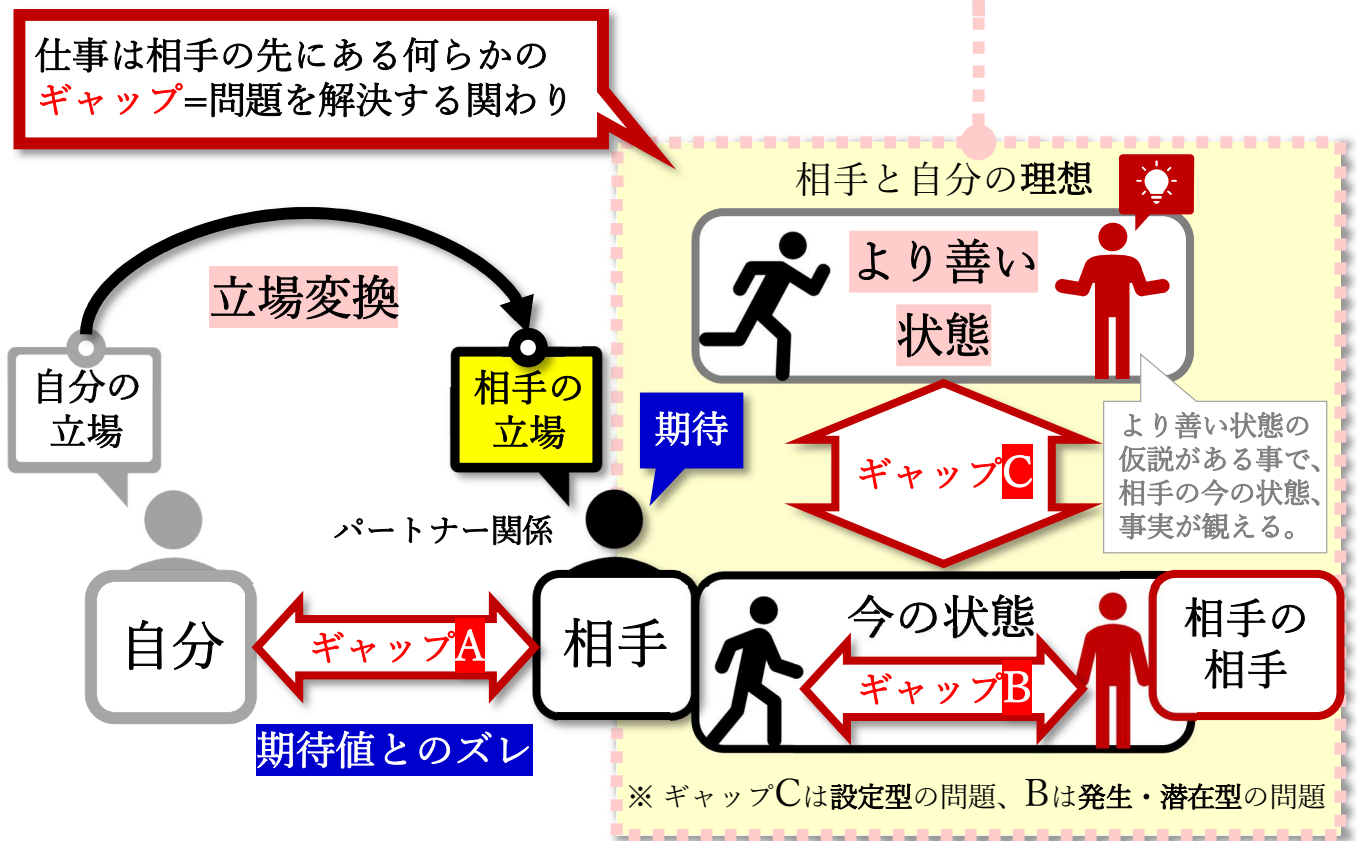 仕事は相手の先にある何らかの
ギャップ=問題を解決する関わり
相手と自分の理想
より善い
状態
立場変換
自分の
立場
相手の
立場
期待
ギャップC
より善い状態の
仮説がある事で、
相手の今の状態、
事実が観える。
パートナー関係
自分
ギャップA
相手
今の状態
ギャップB
相手の
相手
期待値とのズレ
※ ギャップCは設定型の問題、Bは発生・潜在型の問題